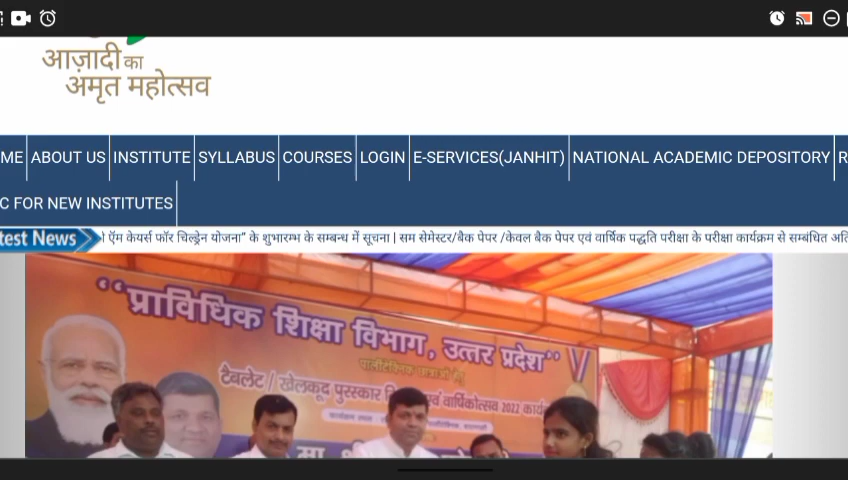 आज़ादी का
अमृत महोत्सव
ME ABOUT US INSTITUTE SYLLABUS COURSES LOGIN E-SERVICES(JANHIT) NATIONAL ACADEMIC DEPOSITORY R
C FOR NEW INSTITUTES
test News ऍम केयर्स फॉर चिल्ड्रेन योजना" के शुभारम्भ के सम्बन्ध में सूचना | सम सेमेस्टर/बैक पेपर /केवल बैक पेपर एवं वार्षिक पद्धति परीक्षा के परीक्षा कार्यक्रम से सम्बंधित अति
“प्राविधिक शिक्षा विभाग, उत्तर प्रदेश”
पालीटेक्निक छात्राओं हेतु
टैबलेट / खेलकूद पुरस्कार एवं वार्षिकोत्सव 2022
मा.